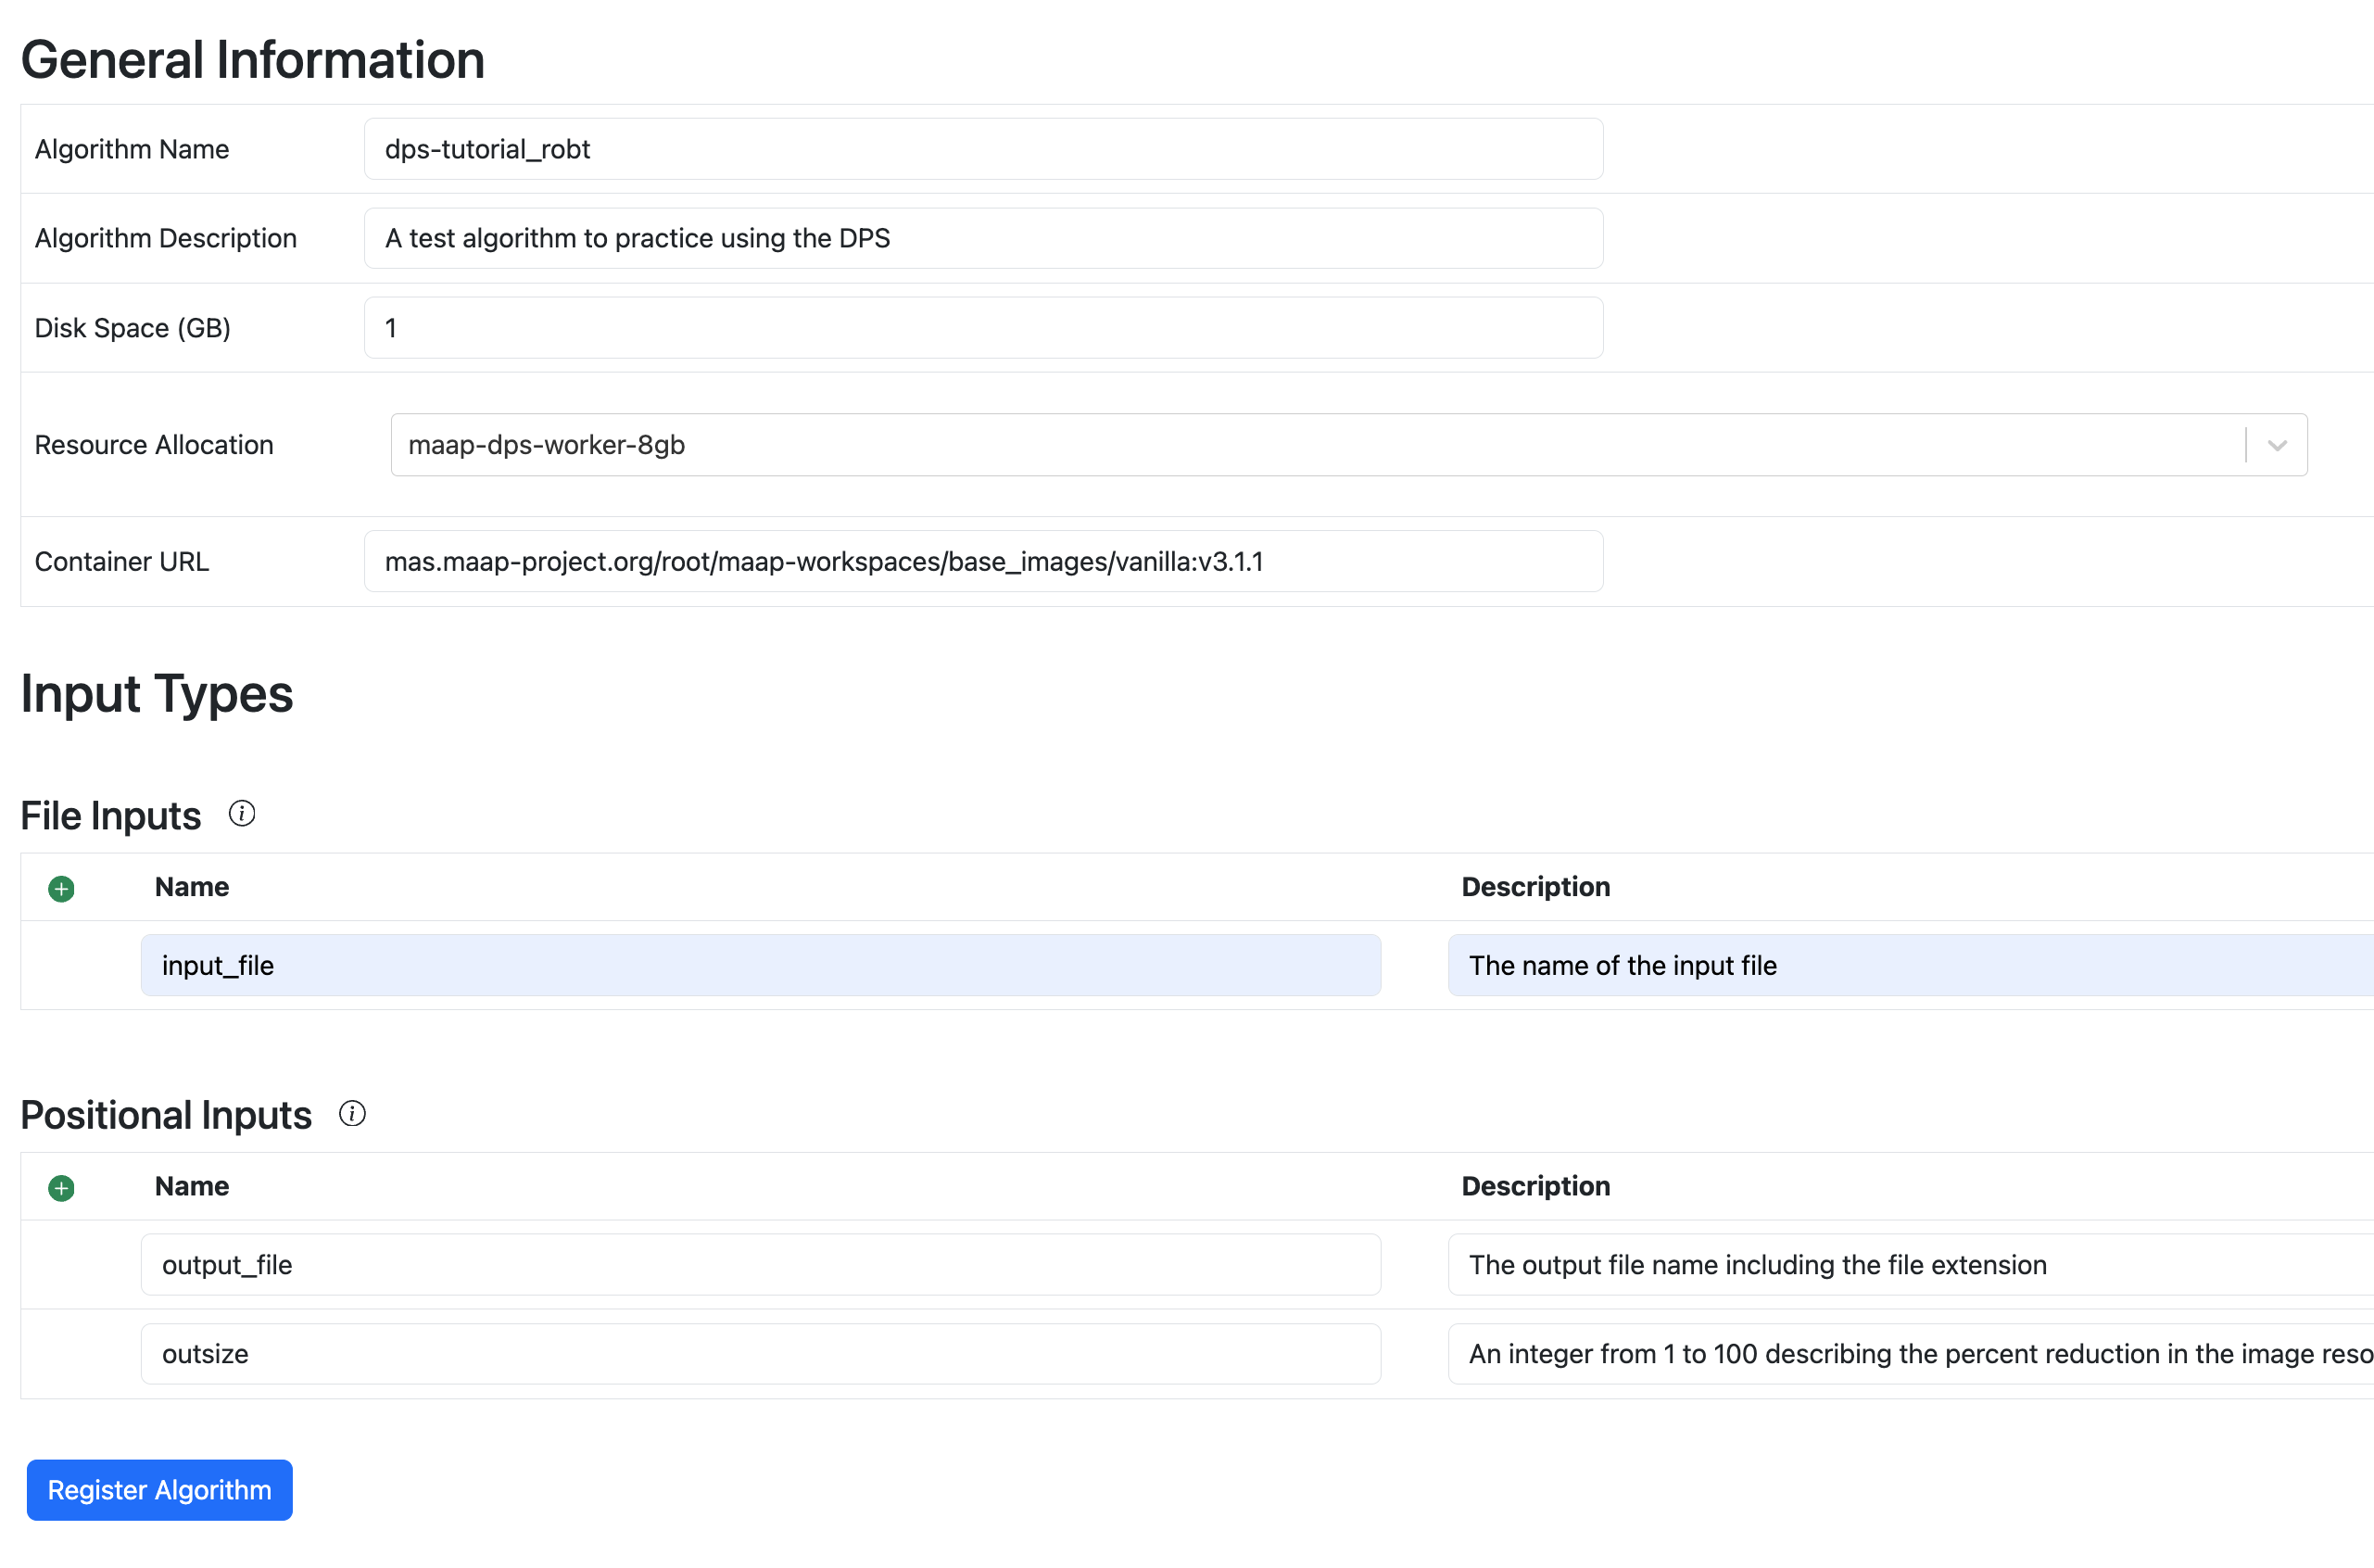 General Information
Algorithm Name dps-tutorial_robt
Algorithm Description A test algorithm to practice using the DPS
Disk Space (GB) 1
Resource Allocation maap-dps-worker-8gb
Container URL mas.maap-project.org/root/maap-workspaces/base_images/vanilla:v3.1.1
Input Types
File Inputs
Name Description
input_file The name of the input file
Positional Inputs
Name Description
output_file The output file name including the file extension
outsize An integer from 1 to 100 describing the percent reduction in the image reso
Register Algorithm